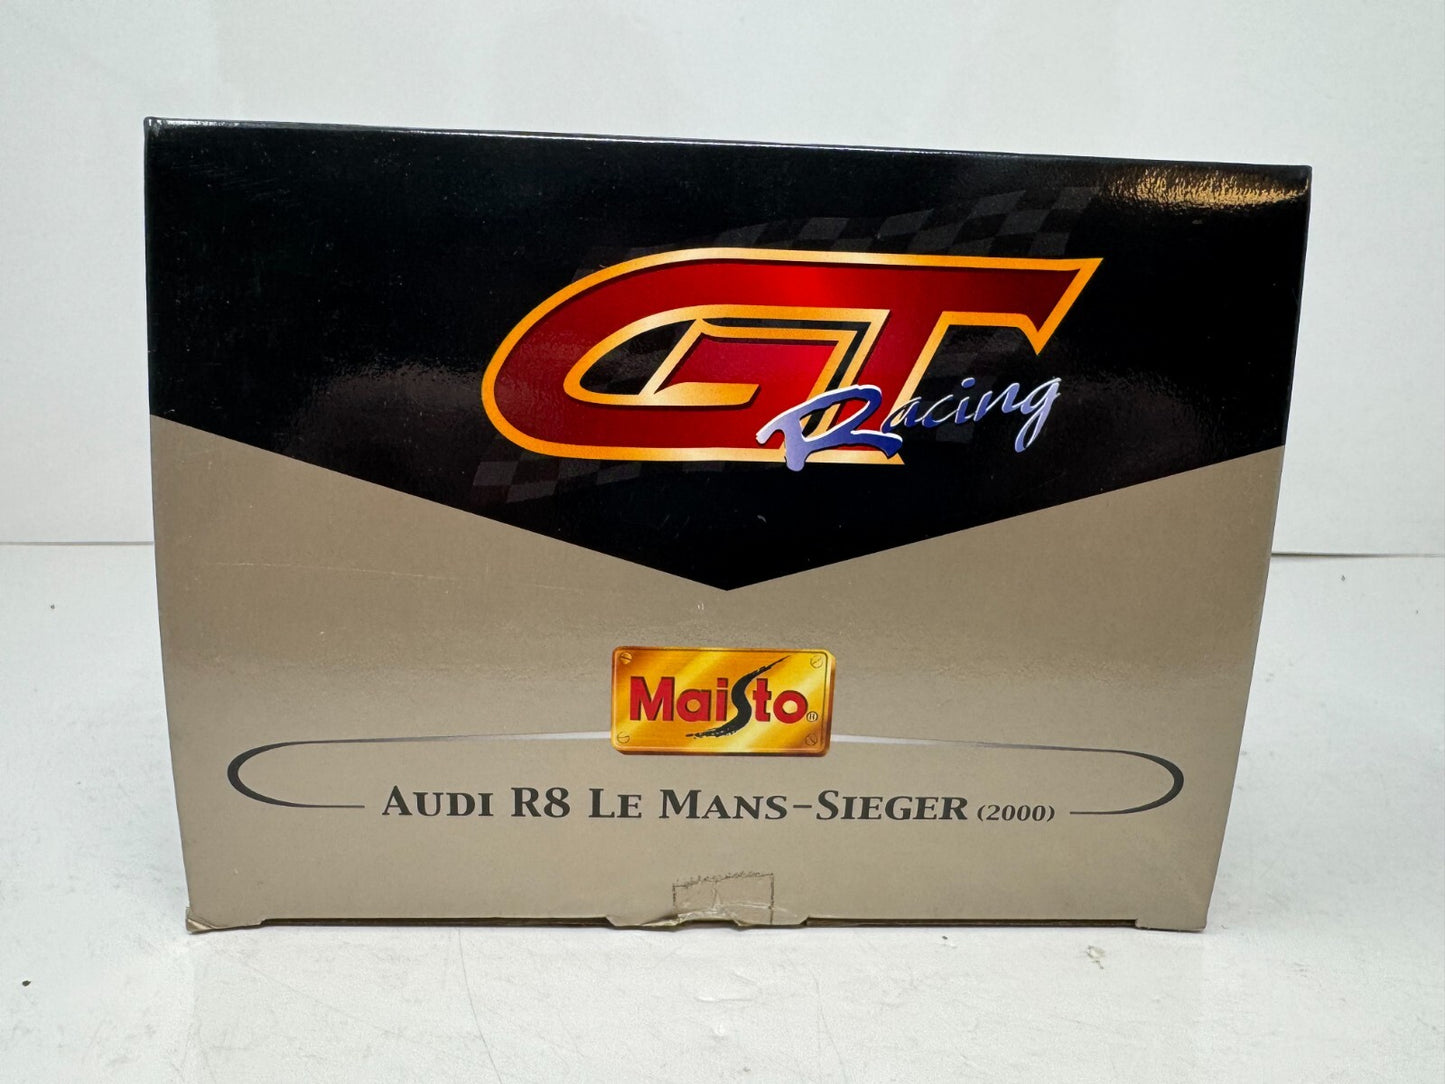 GT
Racing
Maisto ®
AUDI R8 LE MANS-SIEGER (2000)